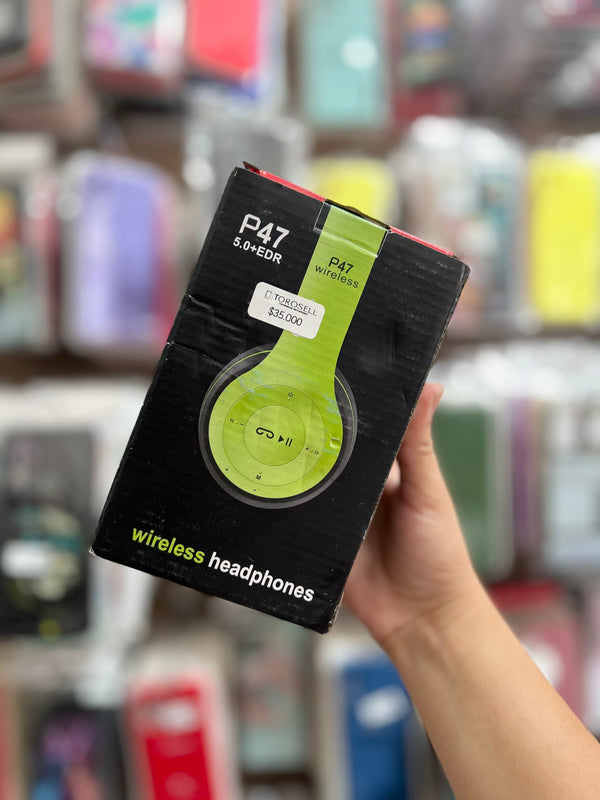 P47
5.0+EDR
P47
wireless
TOROSELL
$35.000
M
wireless headphones